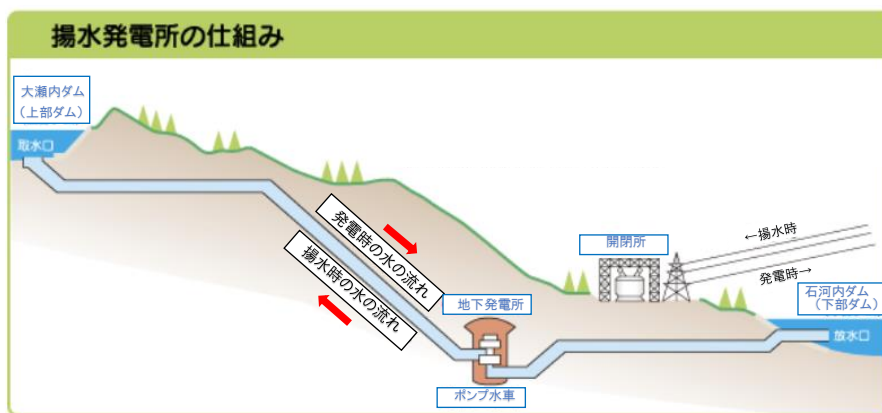 揚水発電所の仕組み
大瀬内ダム
（上部ダム）
取水口
発電時の水の流れ
揚水時の水の流れ
地下発電所
ポンプ水車
開閉所
←揚水時
発電時→
石河内ダム
（下部ダム）
放水口